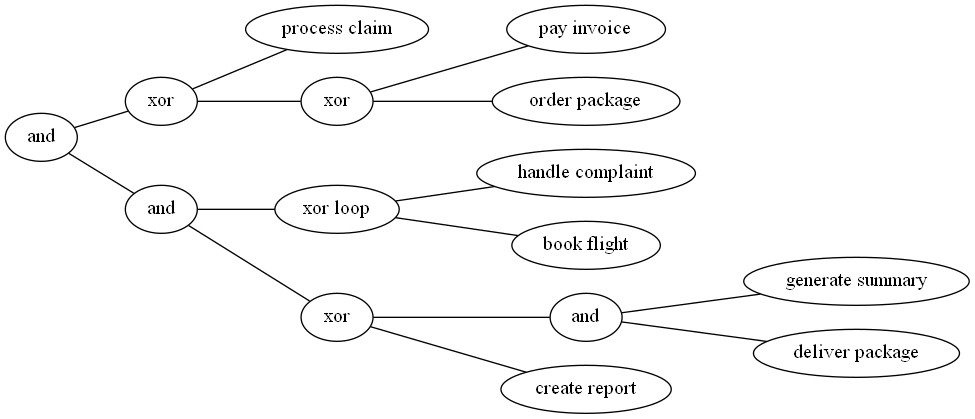 process claim
pay invoice
xor
xor
order package
and
handle complaint
and
xor loop
book flight
generate summary
xor
and
deliver package
create report